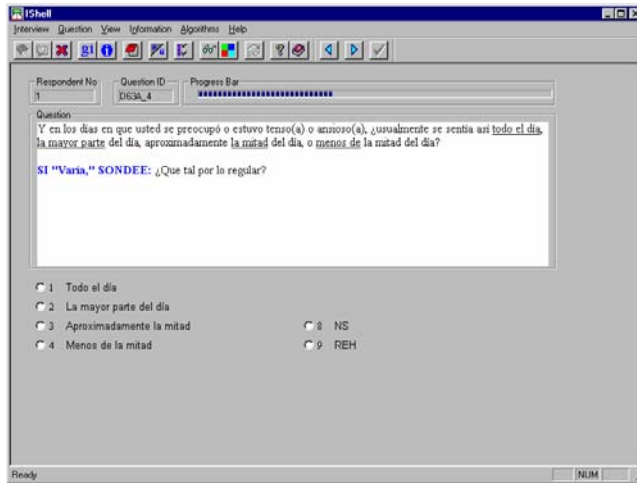 IShell
Interview Question View Information Algorithms Help
Respondent No Question ID Progress Bar
1 D63A_4
Question
Y en los días en que usted se preocupó o estuvo tenso(a) o ansioso(a), ¿usualmente se sentía así todo el día,
la mayor parte del día, aproximadamente la mitad del día, o menos de la mitad del día?
SI "Varía," SONDEE: ¿Que tal por lo regular?
1 Todo el día
2 La mayor parte del día
3 Aproximadamente la mitad 8 NS
4 Menos de la mitad 9 REH
Ready NUM